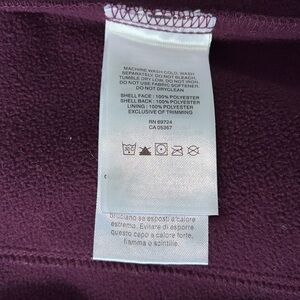 MACHINE WASH COLD, WASH
SEPARATELY, DO NOT BLEACH,
TUMBLE DRY LOW, DO NOT IRON,
DO NOT USE FABRIC SOFTENER,
DO NOT DRYCLEAN
SHELL FACE : 100% POLYESTER
SHELL BACK : 100% POLYESTER
LINING : 100% POLYESTER
EXCLUSIVE OF TRIMMING
RN 69724
CA 05367
bruciano se esposti a calore
estremo. Evitare di esporre
questo capo a calore forte,
fiamma o scintille.